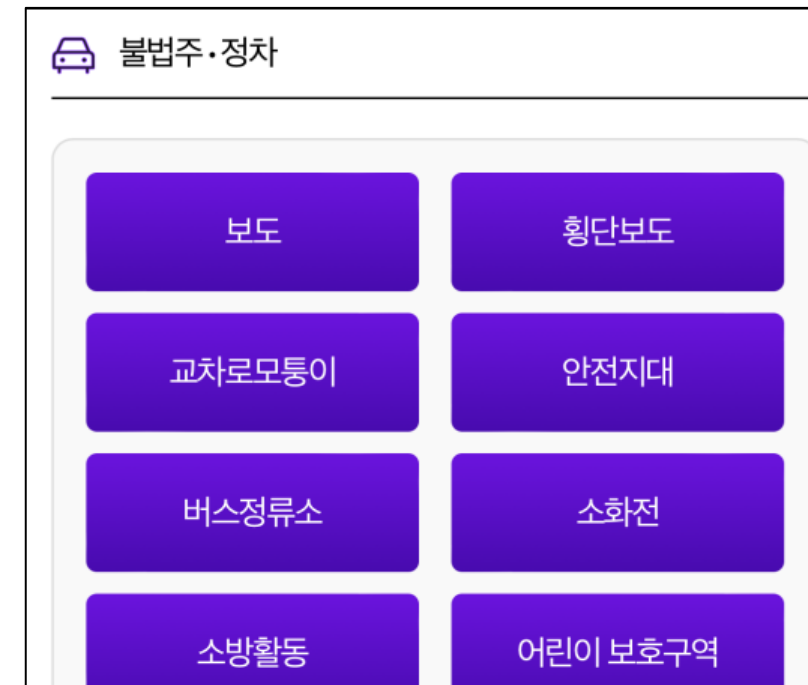 불법주·정차
보도
횡단보도
교차로모퉁이
안전지대
버스정류소
소화전
소방활동
어린이 보호구역